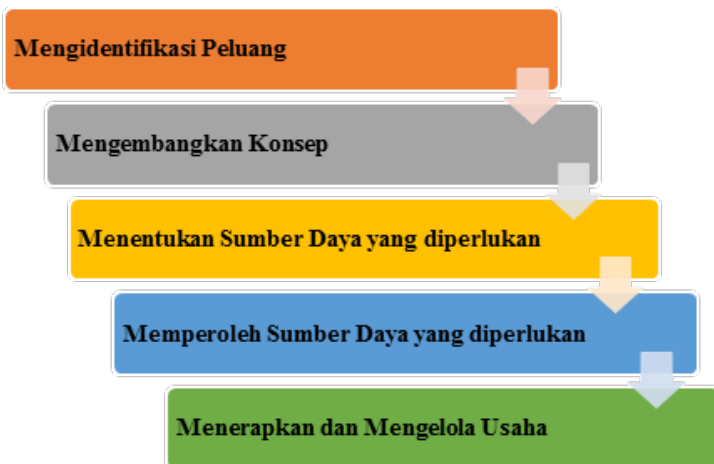 Mengidentifikasi Peluang
Mengembangkan Konsep
Menentukan Sumber Daya yang diperlukan
Memperoleh Sumber Daya yang diperlukan
Menerapkan dan Mengelola Usaha